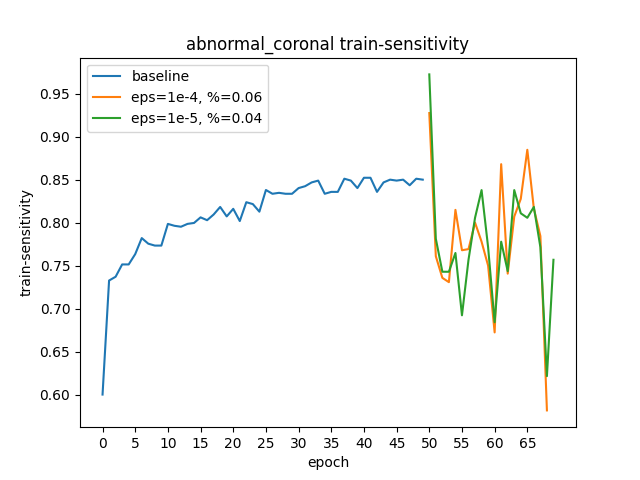 abnormal_coronal train-sensitivity
baseline
eps=1e-4, %=0.06
eps=1e-5, %=0.04
train-sensitivity
0.95
0.90
0.85
0.80
0.75
0.70
0.65
0.60
0 5 10 15 20 25 30 35 40 45 50 55 60 65
epoch